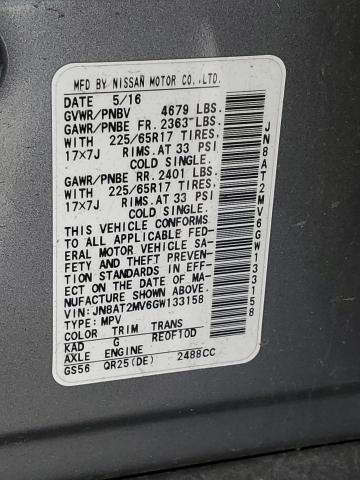 MFD BY NISSAN MOTOR CO.,LTD.
DATE 5/16
GVWR/PNBV 4679 LBS.
GAWR/PNBE FR. 2363 LBS.
WITH 225/65R17 TIRES,
17×7J RIMS.AT 33 PSI
COLD SINGLE.
GAWR/PNBE RR. 2401 LBS.
WITH 225/65R17 TIRES,
17×7J RIMS.AT 33 PSI
COLD SINGLE.
THIS VEHICLE CONFORMS
TO ALL APPLICABLE FED-
ERAL MOTOR VEHICLE SA-
FETY AND THEFT PREVEN-
TION STANDARDS IN EFF-
ECT ON THE DATE OF MA-
NUFACTURE SHOWN ABOVE.
VIN: JN8AT2MV6GW133158
TYPE: MPV
COLOR TRIM TRANS
KAD G RE0F10D
AXLE ENGINE
GS56 QR25(DE) 2488CC
JN8AT2MV6GW133158